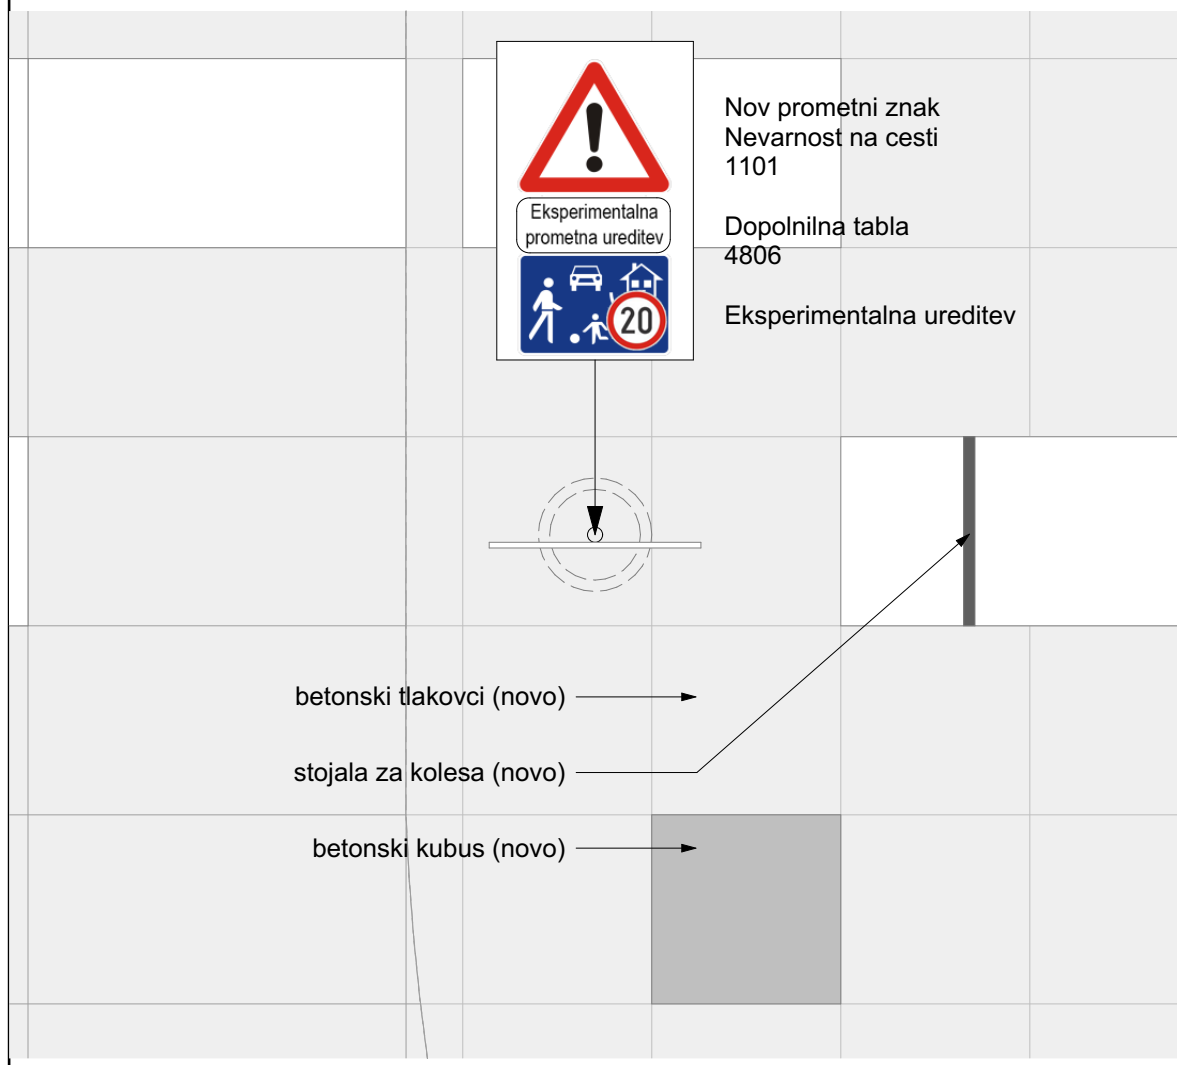 Eksperimentalna
prometna ureditev
20
Nov prometni znak
Nevarnost na cesti
1101
Dopolnilna tabla
4806
Eksperimentalna ureditev
betonski tlakovci (novo)
stojala za kolesa (novo)
betonski kubus (novo)